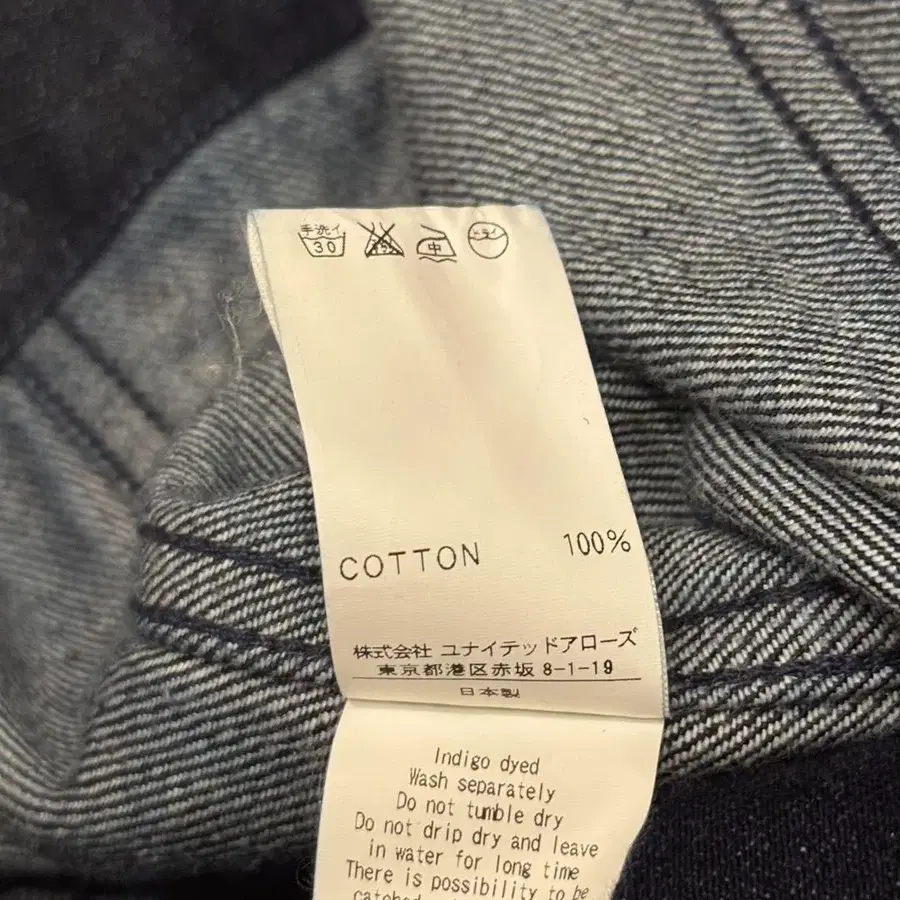 手洗イ
30
中
ドライ
COTTON 100%
株式会社 ユナイテッドアローズ
東京都港区赤坂 8-1-19
日本製
Indigo dyed
Wash separately
Do not tumble dry
Do not drip dry and leave
in water for long time
There is possibility to be